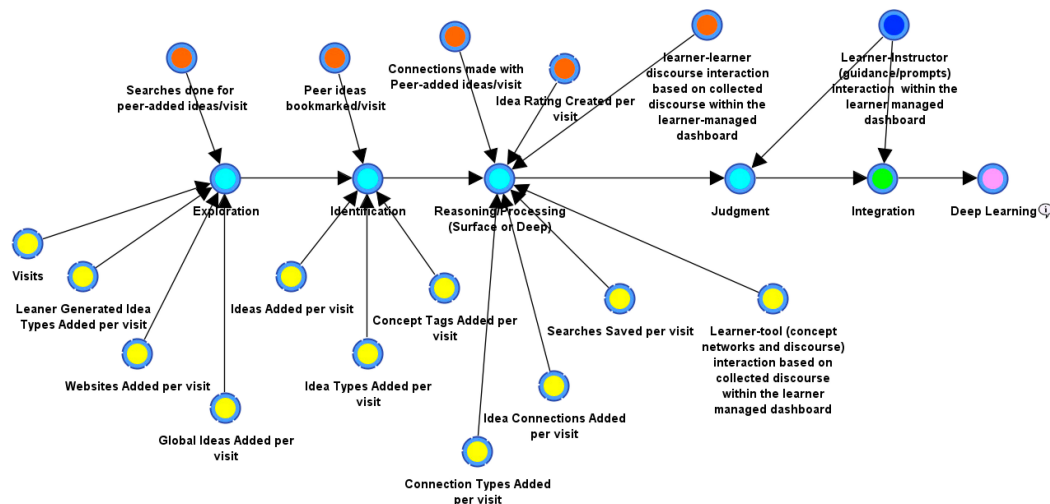 Searches done for
peer-added ideas/visit
Peer ideas
bookmarked/visit
Connections made with
Peer-added ideas/visit
Idea Rating Created per
visit
learner-learner
discourse interaction
based on collected
discourse within the
learner-managed
dashboard
Learner-Instructor
(guidance/prompts)
Interaction within the
learner managed
dashboard
Exploration
Identification
Reasoning/Processing
(Surface or Deep)
Judgment
Integration
Deep Learning
Visits
Leaner Generated Idea
Types Added per visit
Websites Added per visit
Global Ideas Added per
visit
Ideas Added per visit
Concept Tags Added per
visit
Idea Types Added per
visit
Searches Saved per visit
Idea Connections Added
per visit
Connection Types Added
per visit
Learner-tool (concept
networks and discourse)
interaction based on
collected discourse
within the learner
managed dashboard